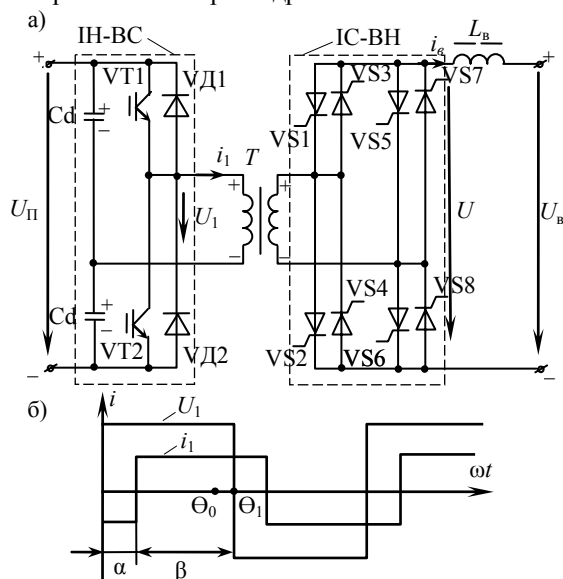 а)
ІН-ВС
ІС-ВН
iв
Lв
+
+
VT1
VД1
VS3
VS7
Cd
+
−
VS1
VS5
i1
T
+
+
UП
U1
U
Uв
−
−
Cd
+
−
VS4
VS8
VT2
VД2
VS2
VS6
−
−
б)
i
U1
i1
ωt
Θ0
Θ1
α
β